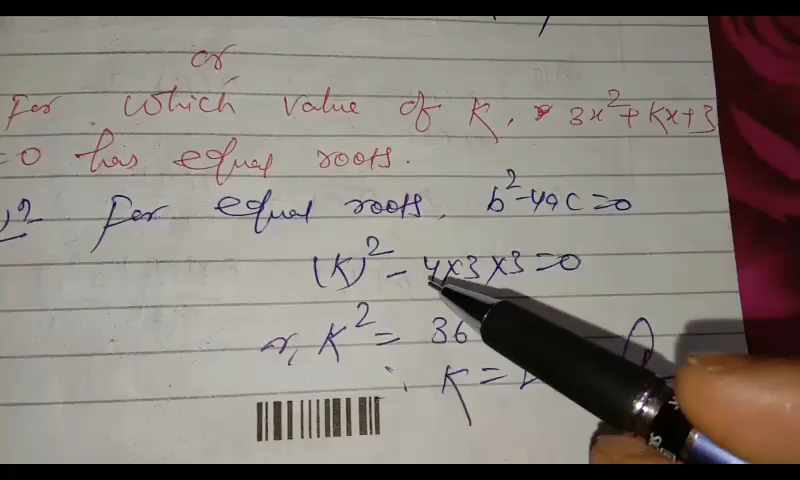 or
For which value of K, 3x²+Kx+3
=0 has equal roots.
For equal roots, b²-4ac=0
(K)² - 4×3×3=0
or, K² = 36
∴ K =